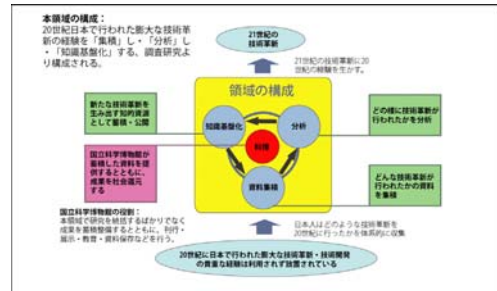 本領域の構成：
20世紀日本で行われた膨大な技術革
新の経験を「集積」し・「分析」し
・「知識基盤化」する、調査研究よ
り構成される。
21世紀の
技術革新
21世紀の技術革新に20
世紀の経験を生かす。
領域の構成
新たな技術革新を
生み出す知的資源
として蓄積・公開
知識基盤化
分析
どの様に技術革新が
行われたかを分析
国立科学博物館が
蓄積した資料を提
供するとともに、
成果を社会還元す
る
資料集積
どんな技術革新が
行われたかの資料
を集積
国立科学博物館の役割：
本領域で研究を統括するばかりでなく
成果を蓄積整備するとともに、刊行・
展示・教育・資料保存などを行う。
日本人はどのような技術革新を
20世紀に行ったかを体系的に収集
20世紀に日本で行われた膨大な技術革新・技術開発
の貴重な経験は利用されず放置されている